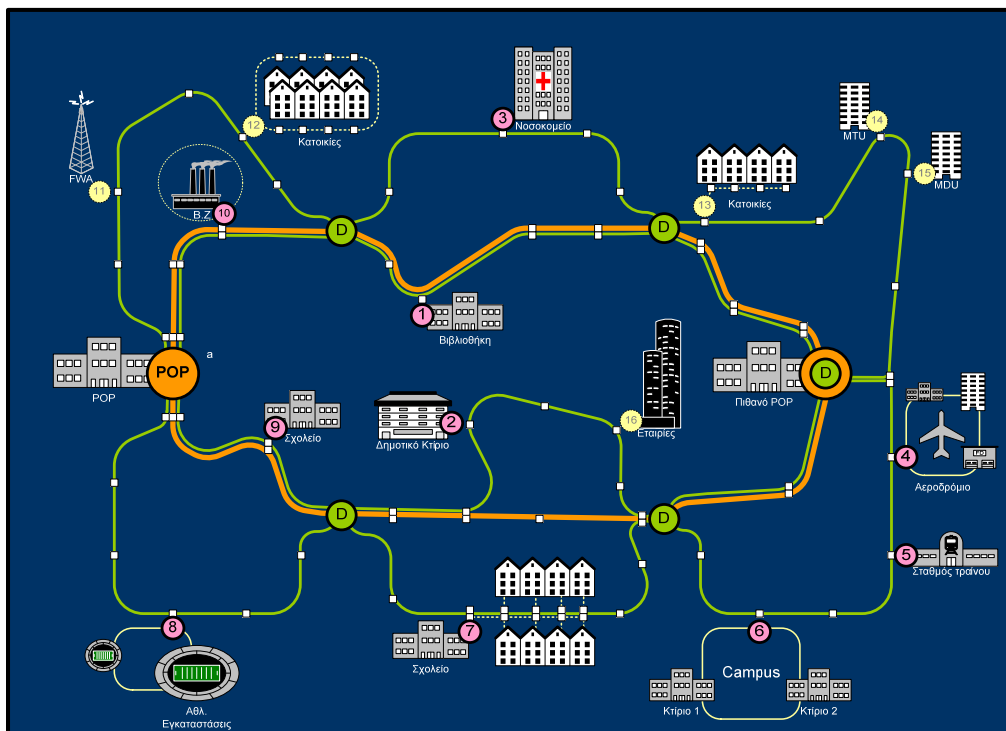 3
Νοσοκομείο
12
Κατοικίες
14
MTU
15
MDU
FWA
11
10
Β.Ζ.
13
Κατοικίες
D
D
1
Βιβλιοθήκη
a
POP
POP
D
Πιθανό POP
9
Σχολείο
2
Δημοτικό Κτίριο
16
Εταιρίες
4
Αεροδρόμιο
D
D
5
Σταθμός τραίνου
8
7
Σχολείο
6
Campus
Κτίριο 1
Κτίριο 2
Αθλ.
Εγκαταστάσεις